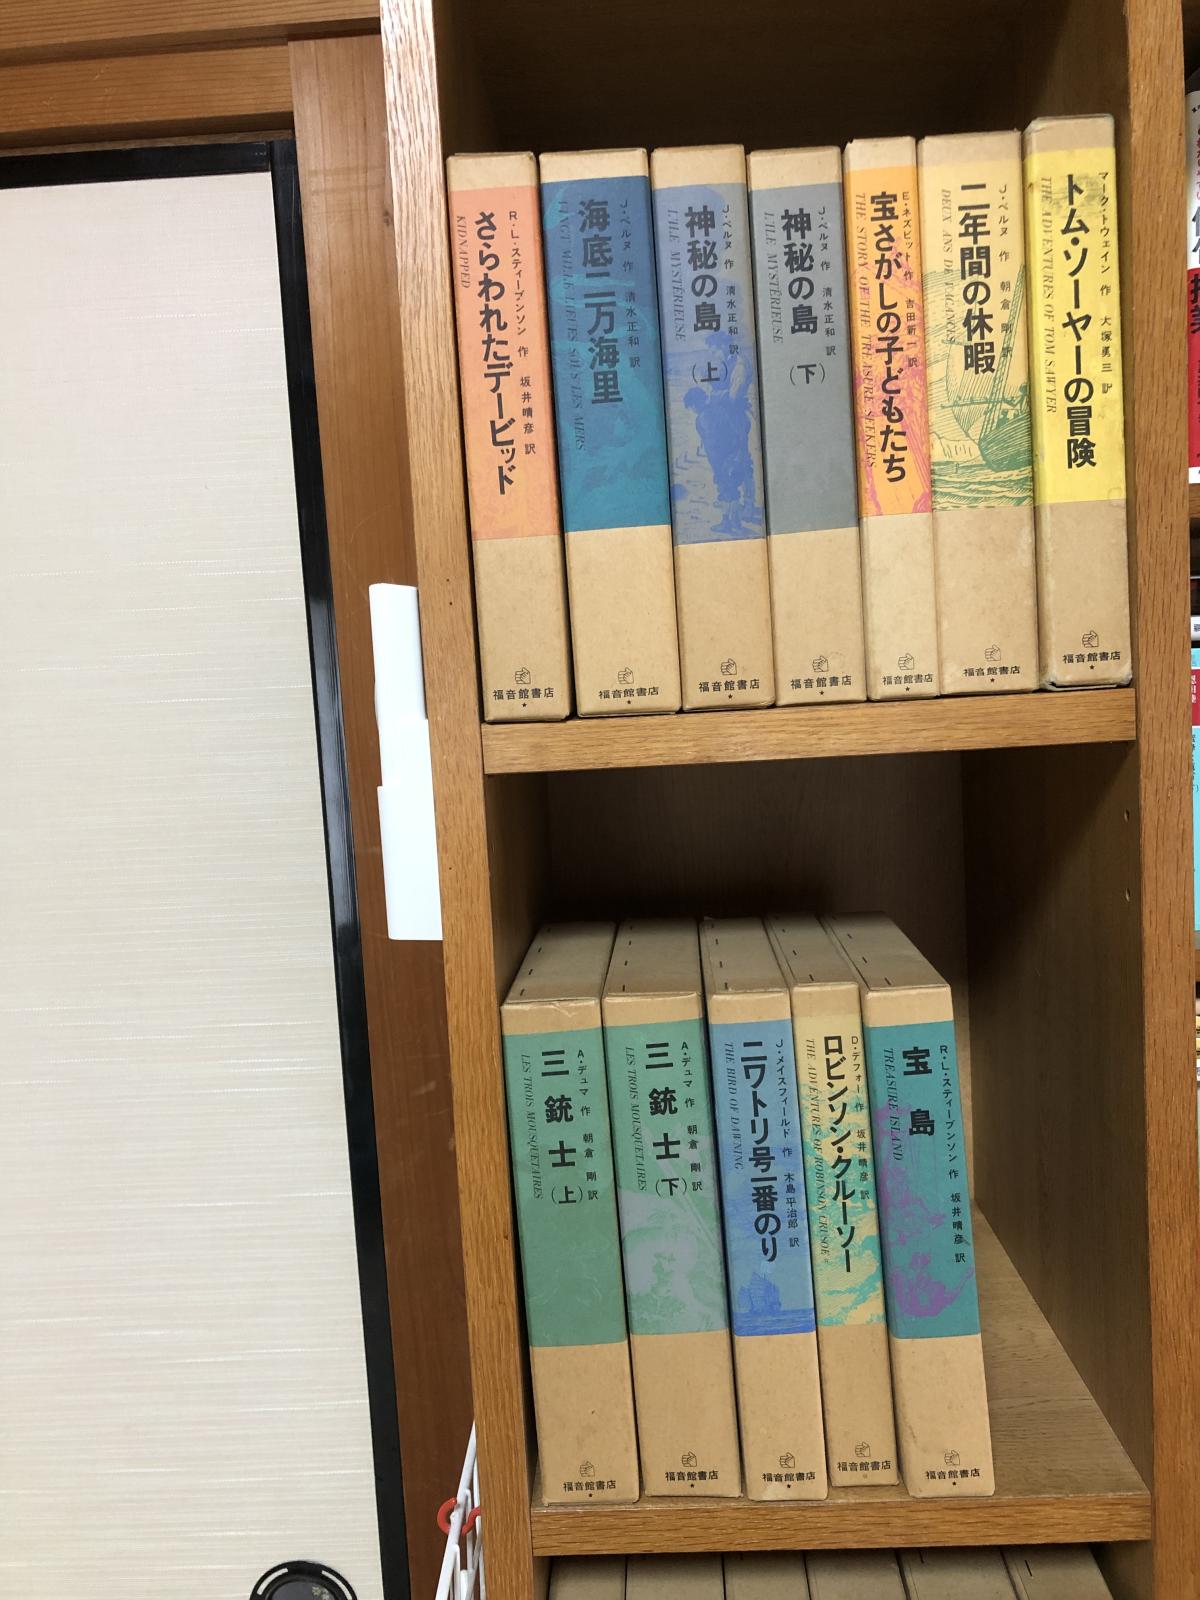 R・L・スティーブンソン 作 坂井晴彦 訳
さらわれたデービッド
KIDNAPPED
福音館書店
J・ベルヌ 作 清水正和 訳
海底二万海里
VINGT MILLE LIEUES SOUS LES MERS
福音館書店
J・ベルヌ 作 清水正和 訳
神秘の島(上)
L'ILE MYSTÉRIEUSE
福音館書店
J・ベルヌ 作 清水正和 訳
神秘の島(下)
L'ILE MYSTÉRIEUSE
福音館書店
E・ネズビット 作 吉田新一 訳
宝さがしの子どもたち
THE STORY OF THE TREASURE SEEKERS
福音館書店
J・ベルヌ 作 朝倉 剛 訳
二年間の休暇
DEUX ANS DE VACANCES
福音館書店
マーク・トウェイン 作 大塚勇三 訳
トム・ソーヤーの冒険
THE ADVENTURES OF TOM SAWYER
福音館書店
A・デュマ 作 朝倉 剛 訳
三銃士(上)
LES TROIS MOUSQUETAIRES
福音館書店
A・デュマ 作 朝倉 剛 訳
三銃士(下)
LES TROIS MOUSQUETAIRES
福音館書店
J・メイスフィールド 作 木島平治郎 訳
ニワトリ号一番のり
THE BIRD OF DAWNING
福音館書店
D・デフォー 作 坂井晴彦 訳
ロビンソン・クルーソー
THE ADVENTURES OF ROBINSON CRUSOE
福音館書店
R・L・スティーブンソン 作 坂井晴彦 訳
宝島
TREASURE ISLAND
福音館書店